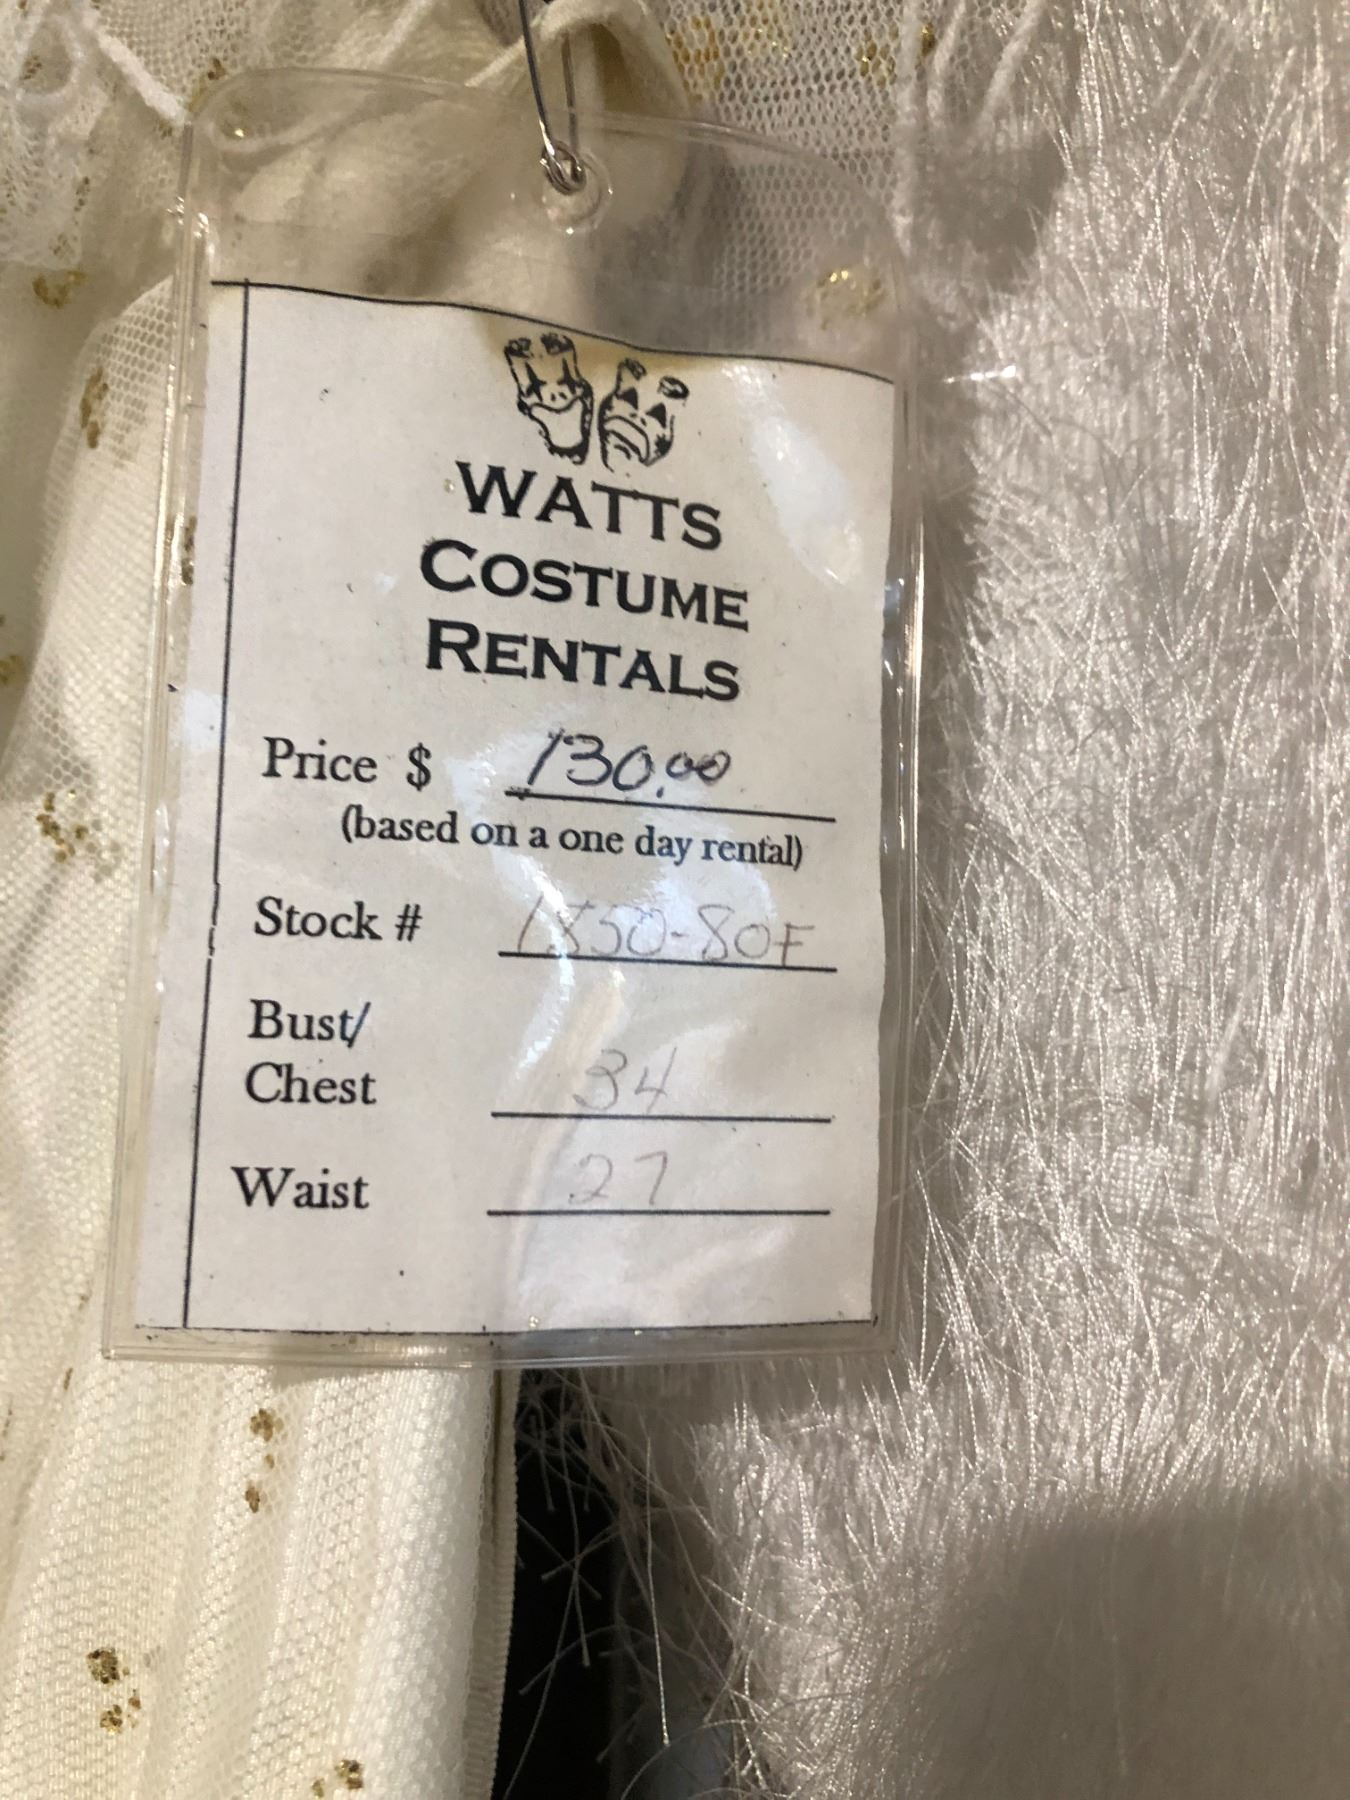 WATTS
COSTUME
RENTALS
Price $ 130.00
(based on a one day rental)
Stock # 1850-80F
Bust/
Chest 34
Waist 27